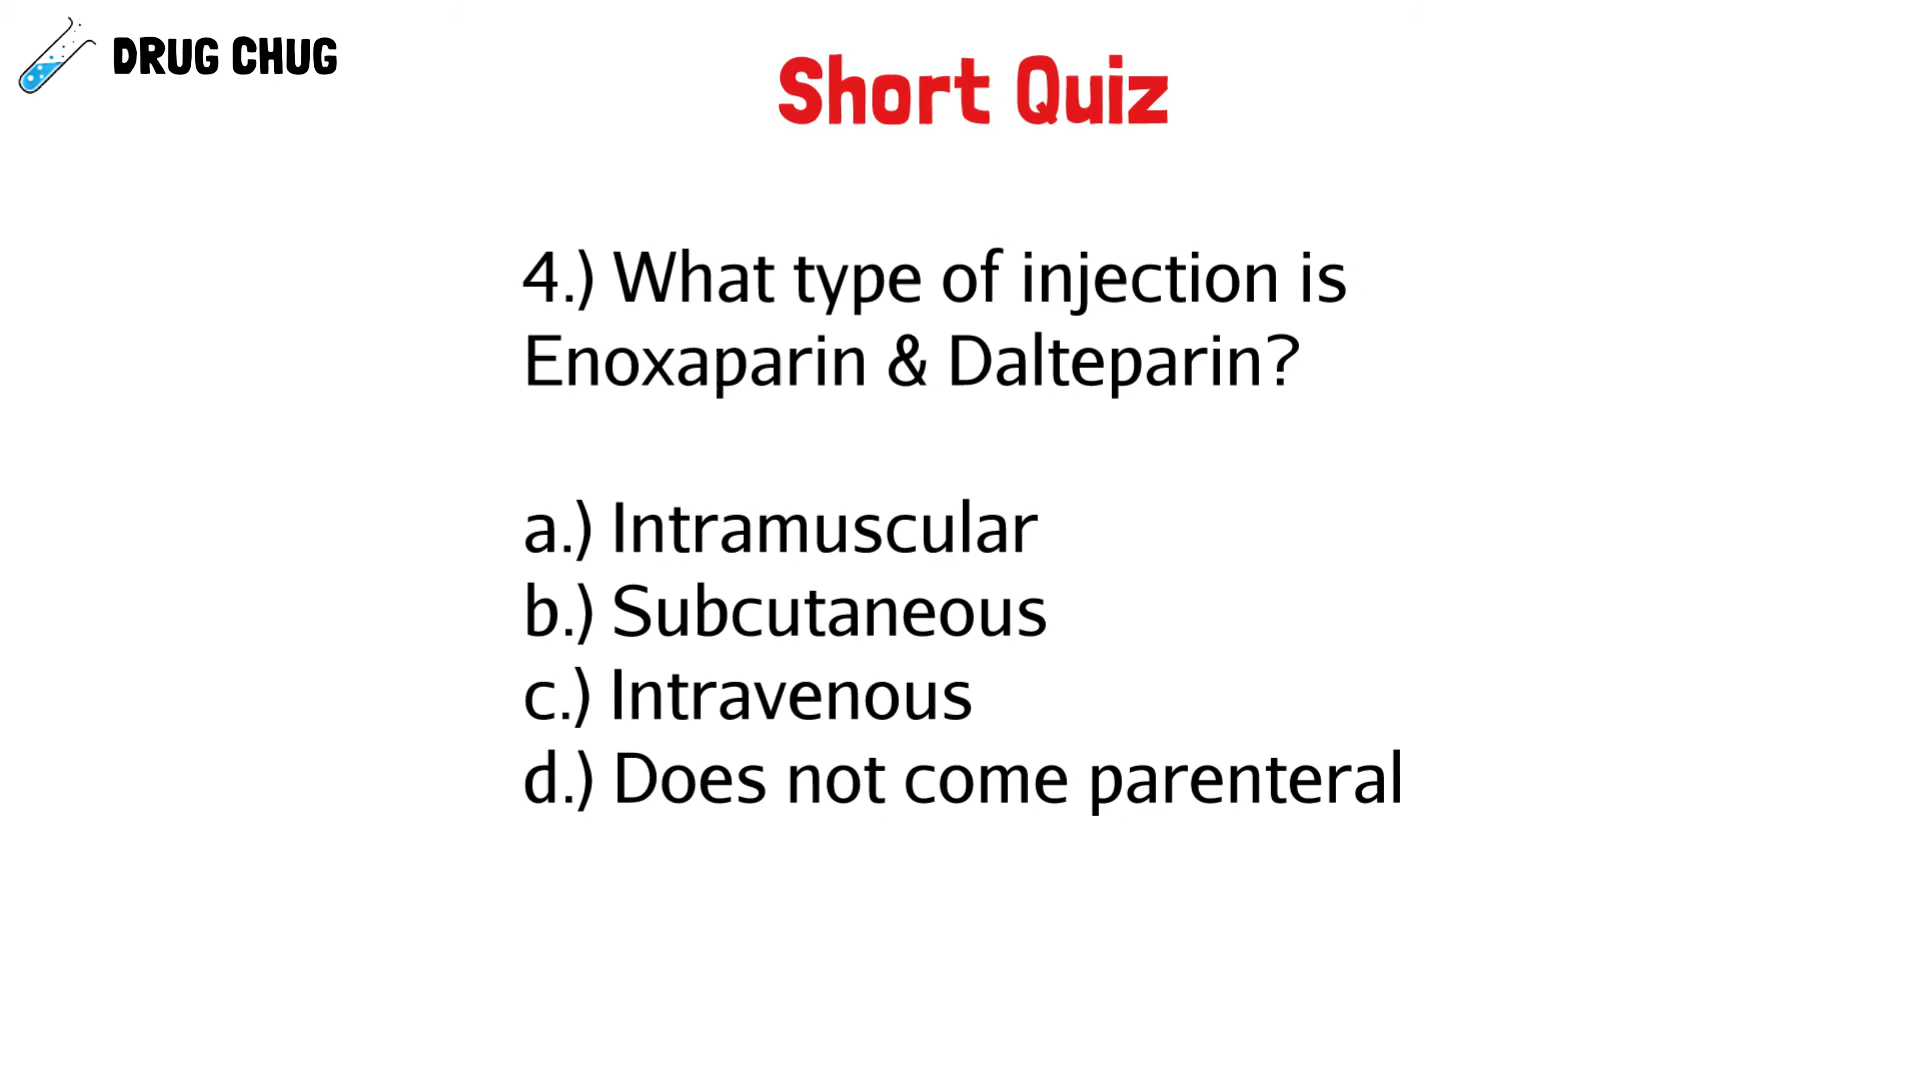 DRUG CHUG
Short Quiz
4.) What type of injection is
Enoxaparin & Dalteparin?
a.) Intramuscular
b.) Subcutaneous
c.) Intravenous
d.) Does not come parenteral